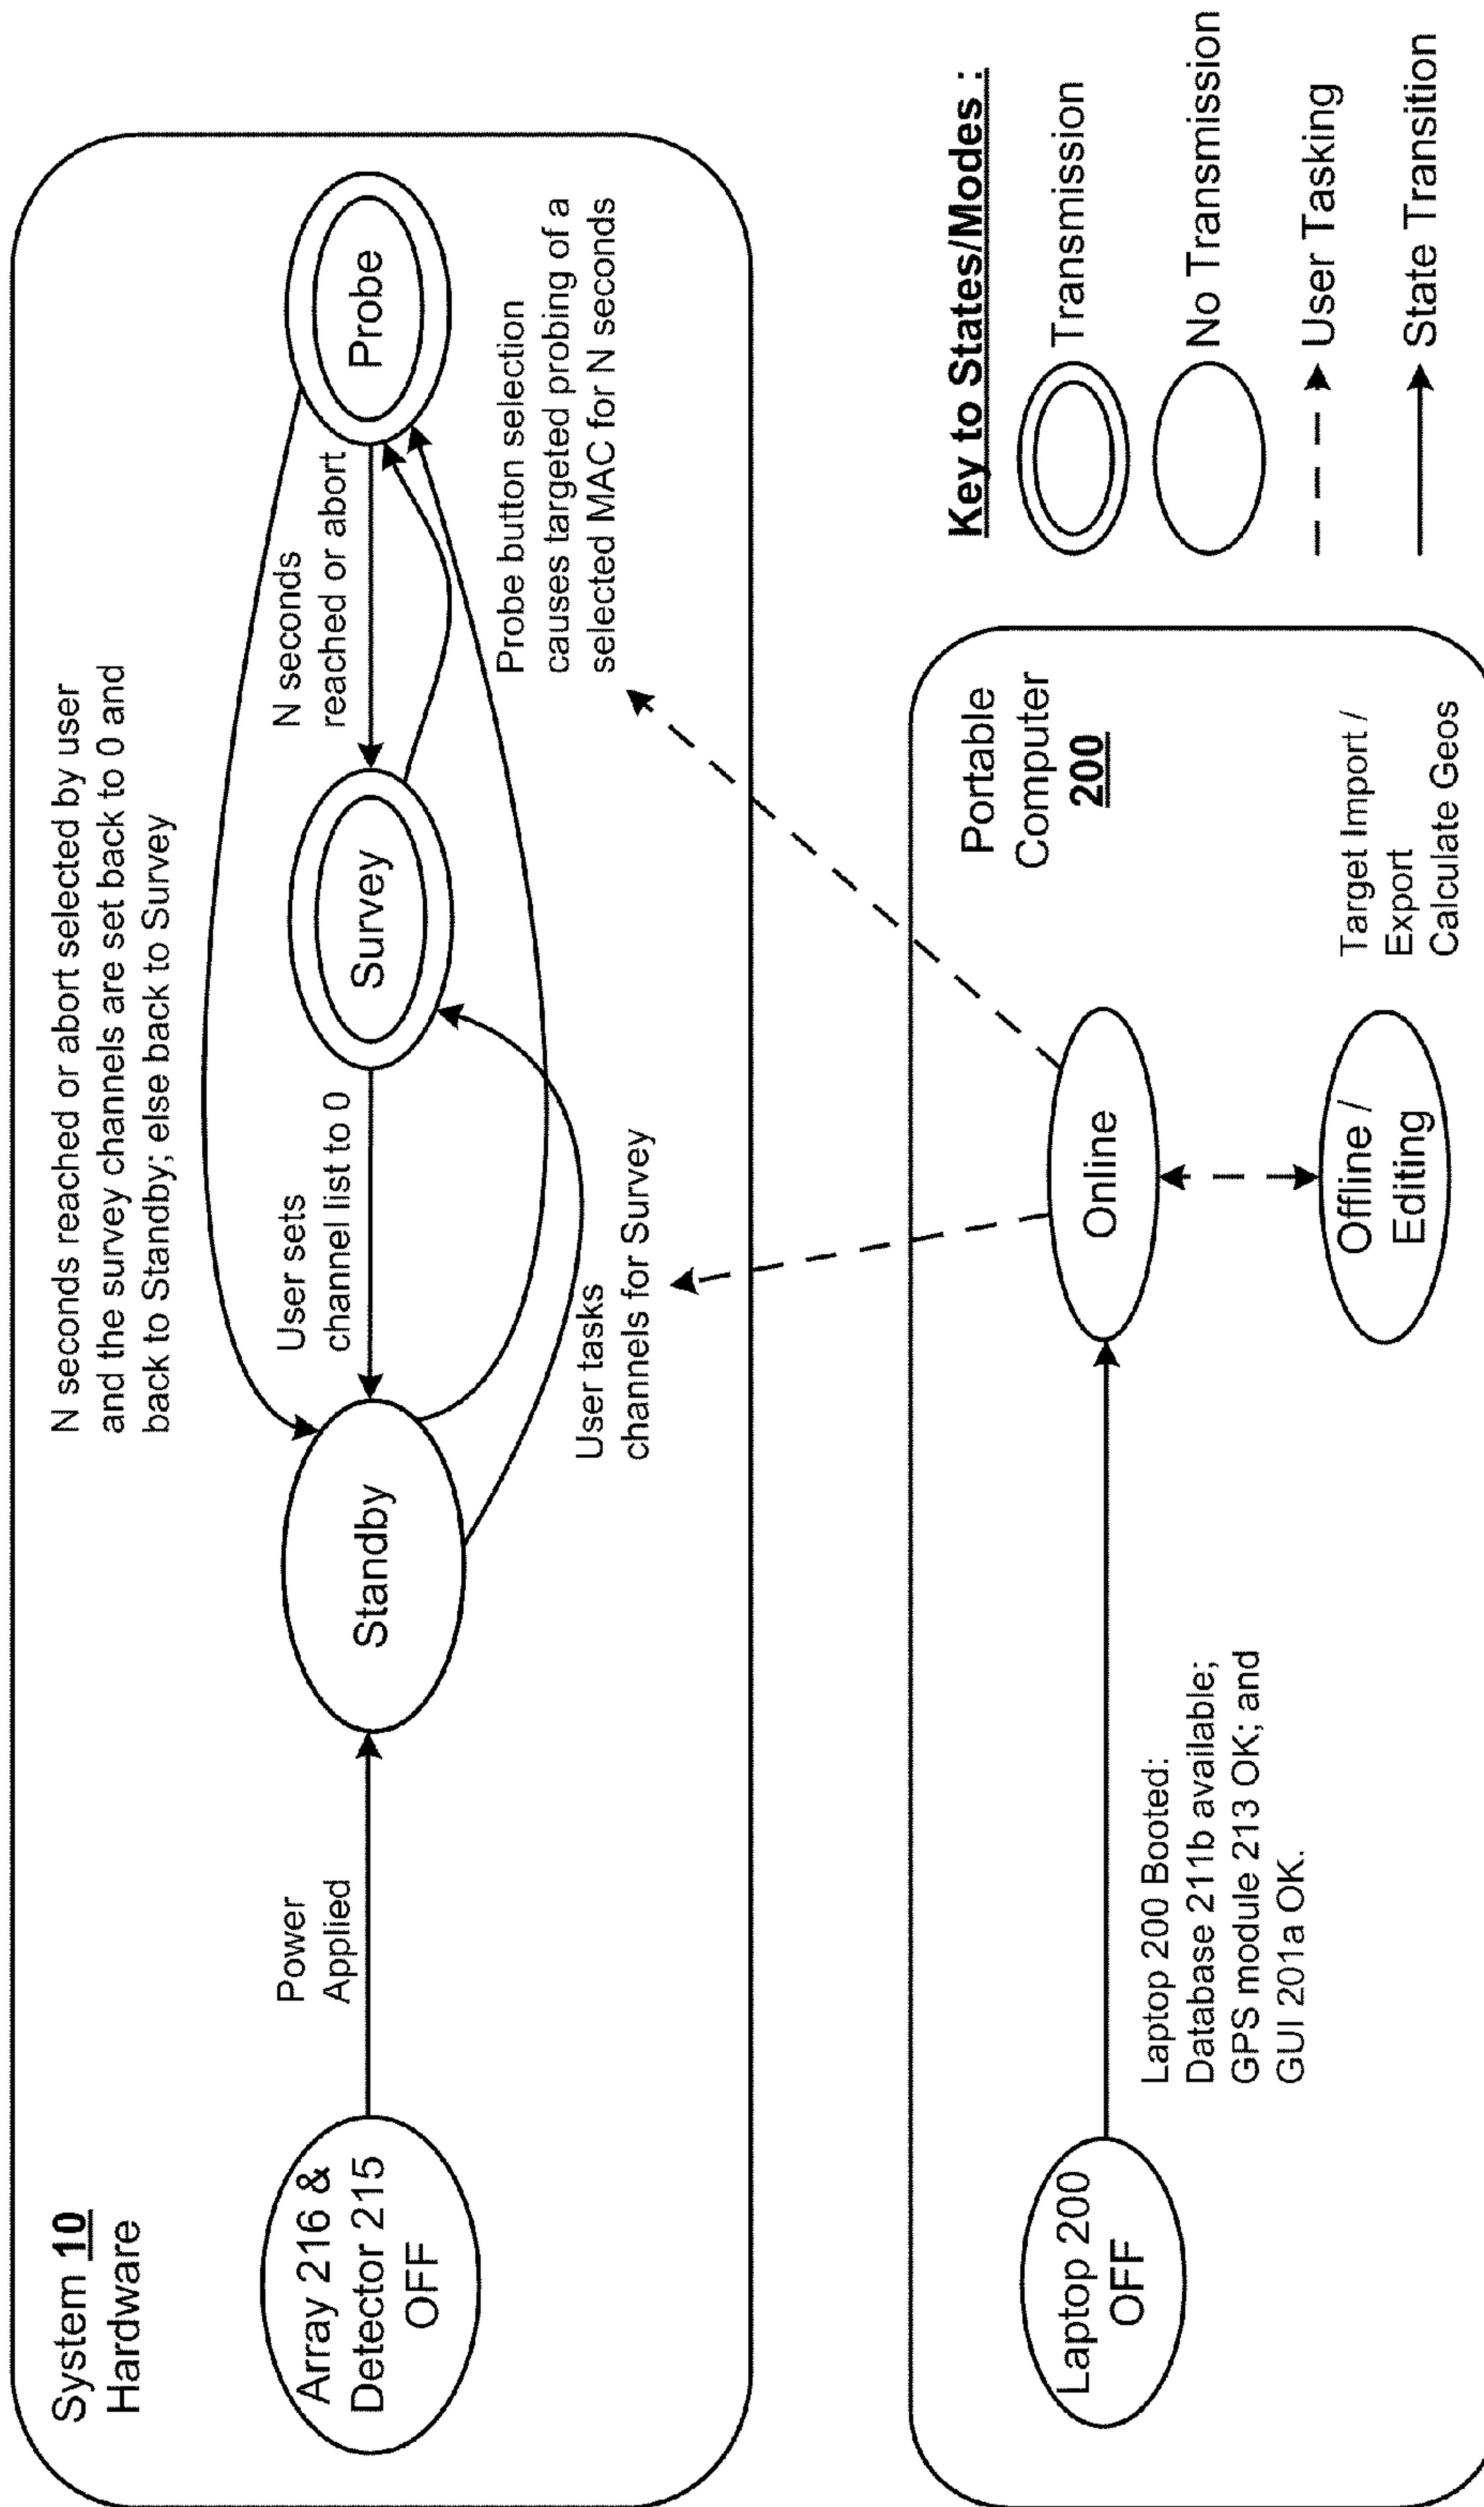 System 10
Hardware
Array 216 &
Detector 215
OFF
Power
Applied
Standby
N seconds reached or abort selected by user
and the survey channels are set back to 0 and
back to Standby; else back to Survey
User sets
channel list to 0
Survey
N seconds
reached or abort
Probe
User tasks
channels for Survey
Probe button selection
causes targeted probing of a
selected MAC for N seconds
Laptop 200
OFF
Laptop 200 Booted:
Database 211b available;
GPS module 213 OK; and
GUI 201a OK.
Online
Offline /
Editing
Portable
Computer
200
Target Import /
Export
Calculate Geos
Key to States/Modes :
Transmission
No Transmission
User Tasking
State Transition